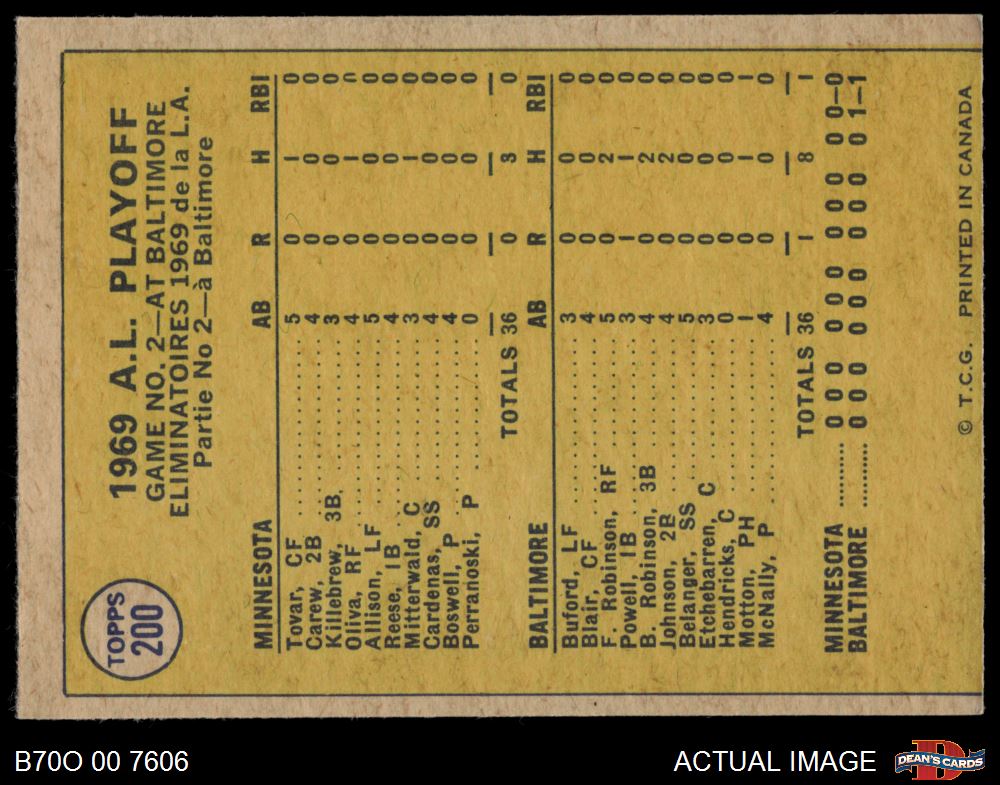 TOPPS
200
1969 A.L. PLAYOFF
GAME NO. 2—AT BALTIMORE
ELIMINATOIRES 1969 de la L.A.
Partie No 2—à Baltimore
MINNESOTA AB R H RBI
Tovar, CF 5 0 1 0
Carew, 2B 4 0 0 0
Killebrew, 3B 3 0 0 0
Oliva, RF 4 0 1 0
Allison, LF 5 0 0 0
Reese, 1B 4 0 0 0
Mitterwald, C 3 0 1 0
Cardenas, SS 4 0 0 0
Boswell, P 4 0 0 0
Perranoski, P 0 0 0 0
TOTALS 36 0 3 0
BALTIMORE AB R H RBI
Buford, LF 3 0 0 0
Blair, CF 4 0 0 0
F. Robinson, RF 5 0 2 0
Powell, 1B 3 1 1 0
B. Robinson, 3B 4 0 2 0
Johnson, 2B 4 0 2 0
Belanger, SS 5 0 0 0
Etchebarren, C 3 0 0 0
Hendricks, C 0 0 0 0
Motton, PH 1 0 1 1
McNally, P 4 0 0 0
TOTALS 36 1 8 1
MINNESOTA 000 000 000 00—0
BALTIMORE 000 000 000 01—1
© T.C.G. PRINTED IN CANADA
B70O 00 7606
ACTUAL IMAGE
D
DEAN'S CARDS